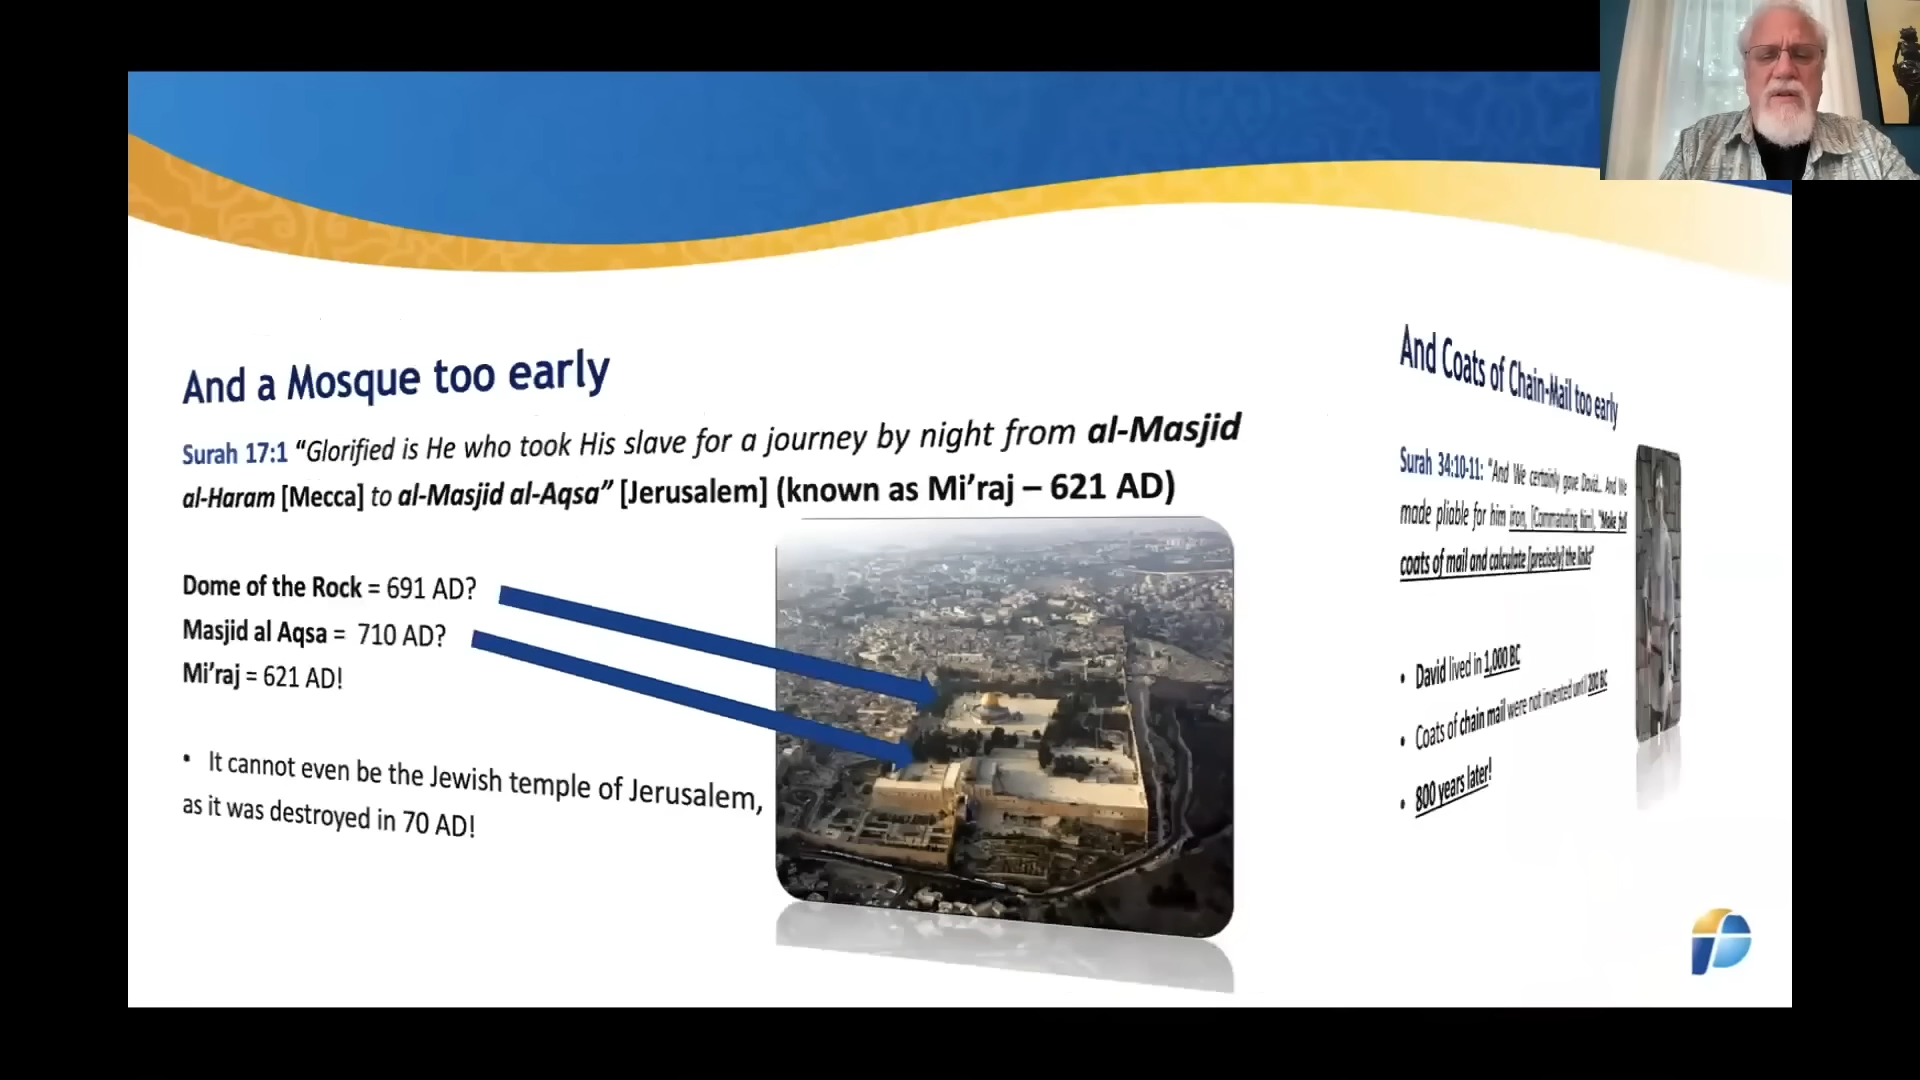 And a Mosque too early
Surah 17:1 “Glorified is He who took His slave for a journey by night from al-Masjid
al-Haram [Mecca] to al-Masjid al-Aqsa” [Jerusalem] (known as Mi’raj – 621 AD)
Dome of the Rock = 691 AD?
Masjid al Aqsa = 710 AD?
Mi’raj = 621 AD!
• It cannot even be the Jewish temple of Jerusalem,
as it was destroyed in 70 AD!
And Coats of Chain-Mail too early
Surah 34:10-11: “And We certainly gave David.. And We
made pliable for him iron, [Commanding him], “Make full
coats of mail and calculate [precisely] the links”
• David lived in 1,000 BC
• Coats of chain mail were not invented until 200 BC
• 800 years later!